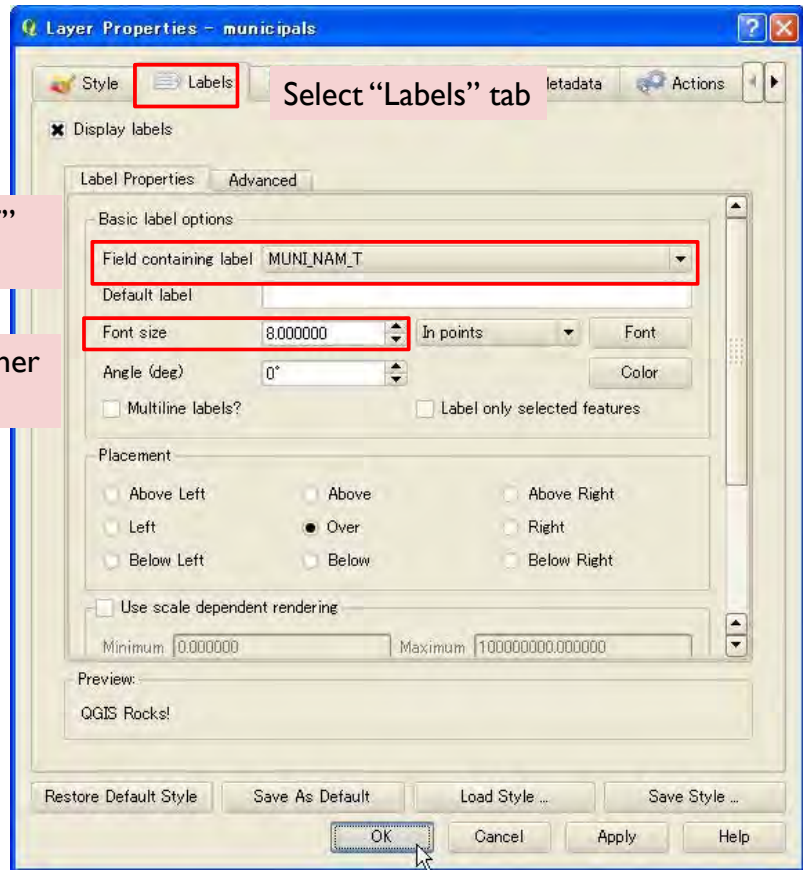 Layer Properties - municipals
Style Labels Select “Labels” tab etadata Actions
Display labels
Label Properties Advanced
”
Basic label options
Field containing label MUNI_NAM_T
Default label
Font size 8.000000 In points Font
her
Angle (deg) 0° Color
Multiline labels? Label only selected features
Placement
Above Left Above Above Right
Left Over Right
Below Left Below Below Right
Use scale dependent rendering
Minimum 0.000000 Maximum 100000000.000000
Preview:
QGIS Rocks!
Restore Default Style Save As Default Load Style ... Save Style ...
OK Cancel Apply Help